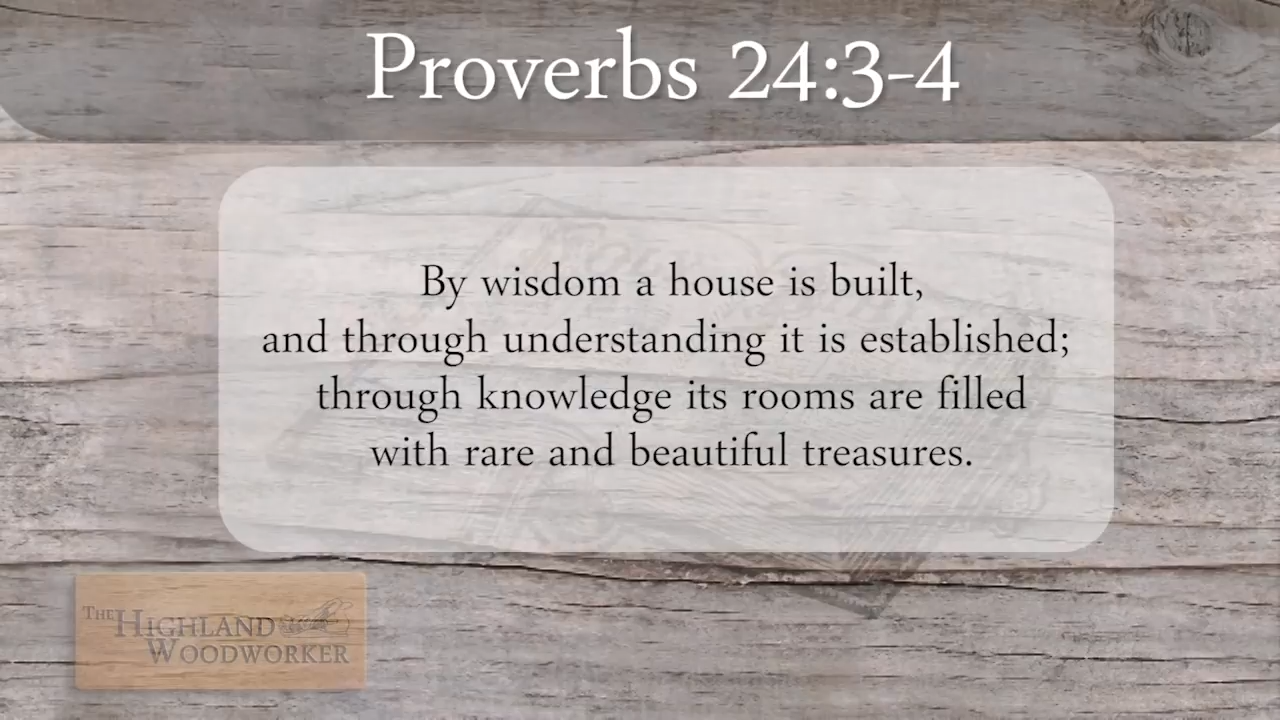 Proverbs 24:3-4
By wisdom a house is built,
and through understanding it is established;
through knowledge its rooms are filled
with rare and beautiful treasures.
THE HIGHLAND
WOODWORKER